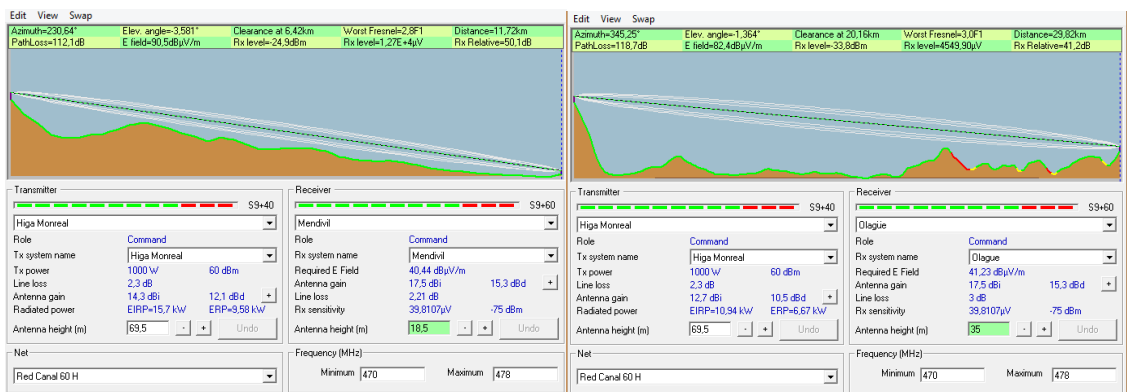 Edit View Swap
Azimuth=230,64° Elev. angle=-3,581° Clearance at 6,42km Worst Fresnel=2,8F1 Distance=11,72km
PathLoss=112,1dB E field=90,5dBµV/m Rx level=-24,9dBm Rx level=1,27E+4µV Rx Relative=50,1dB
Transmitter
S9+40
Higa Monreal
Role Command
Tx system name Higa Monreal
Tx power 1000 W 60 dBm
Line loss 2,3 dB
Antenna gain 14,3 dBi 12,1 dBd +
Radiated power EIRP=15,7 kW ERP=9,58 kW
Antenna height (m) 69,5 - + Undo
Receiver
S9+60
Mendivil
Role Command
Rx system name Mendivil
Required E Field 40,44 dBµV/m
Antenna gain 17,5 dBi 15,3 dBd +
Line loss 2,21 dB
Rx sensitivity 39,8107µV -75 dBm
Antenna height (m) 18,5 - + Undo
Net
Red Canal 60 H
Frequency (MHz)
Minimum 470 Maximum 478
Edit View Swap
Azimuth=345,25° Elev. angle=-1,364° Clearance at 20,16km Worst Fresnel=3,0F1 Distance=29,82km
PathLoss=118,7dB E field=82,4dBµV/m Rx level=-33,8dBm Rx level=4549,90µV Rx Relative=41,2dB
Transmitter
S9+40
Higa Monreal
Role Command
Tx system name Higa Monreal
Tx power 1000 W 60 dBm
Line loss 2,3 dB
Antenna gain 12,7 dBi 10,5 dBd +
Radiated power EIRP=10,94 kW ERP=6,67 kW
Antenna height (m) 69,5 - + Undo
Receiver
S9+60
Olagüe
Role Command
Rx system name Olague
Required E Field 41,23 dBµV/m
Antenna gain 17,5 dBi 15,3 dBd +
Line loss 3 dB
Rx sensitivity 39,8107µV -75 dBm
Antenna height (m) 35 - + Undo
Net
Red Canal 60 H
Frequency (MHz)
Minimum 470 Maximum 478